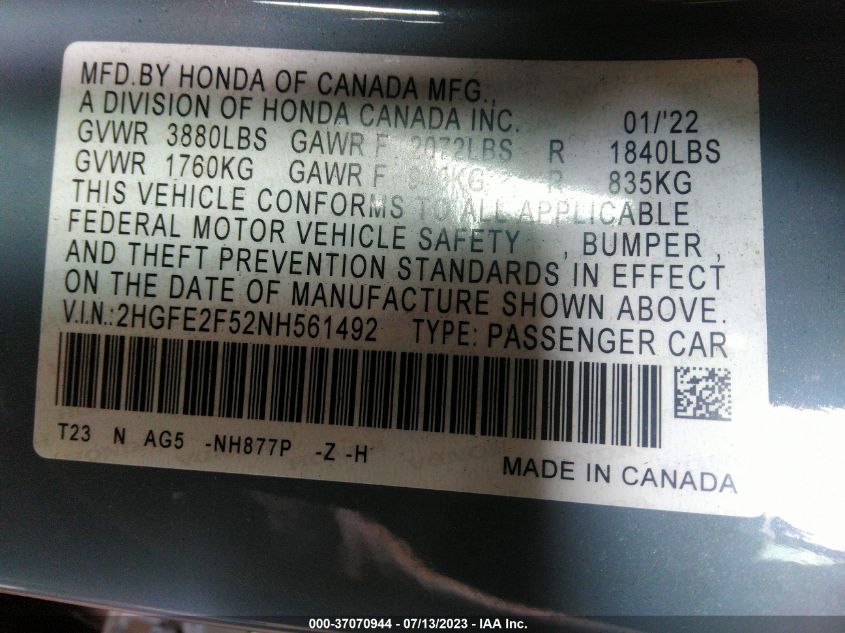 MFD.BY HONDA OF CANADA MFG.,
A DIVISION OF HONDA CANADA INC. 01/'22
GVWR 3880LBS GAWR F 2072LBS R 1840LBS
GVWR 1760KG GAWR F R 835KG
THIS VEHICLE CONFORMS TO ALL APPLICABLE
FEDERAL MOTOR VEHICLE SAFETY , BUMPER ,
AND THEFT PREVENTION STANDARDS IN EFFECT
ON THE DATE OF MANUFACTURE SHOWN ABOVE.
V.I.N.:2HGFE2F52NH561492 TYPE: PASSENGER CAR
T23 N AG5 -NH877P -Z -H
MADE IN CANADA
000-37070944 / 07/13/2023 - IAA Inc.